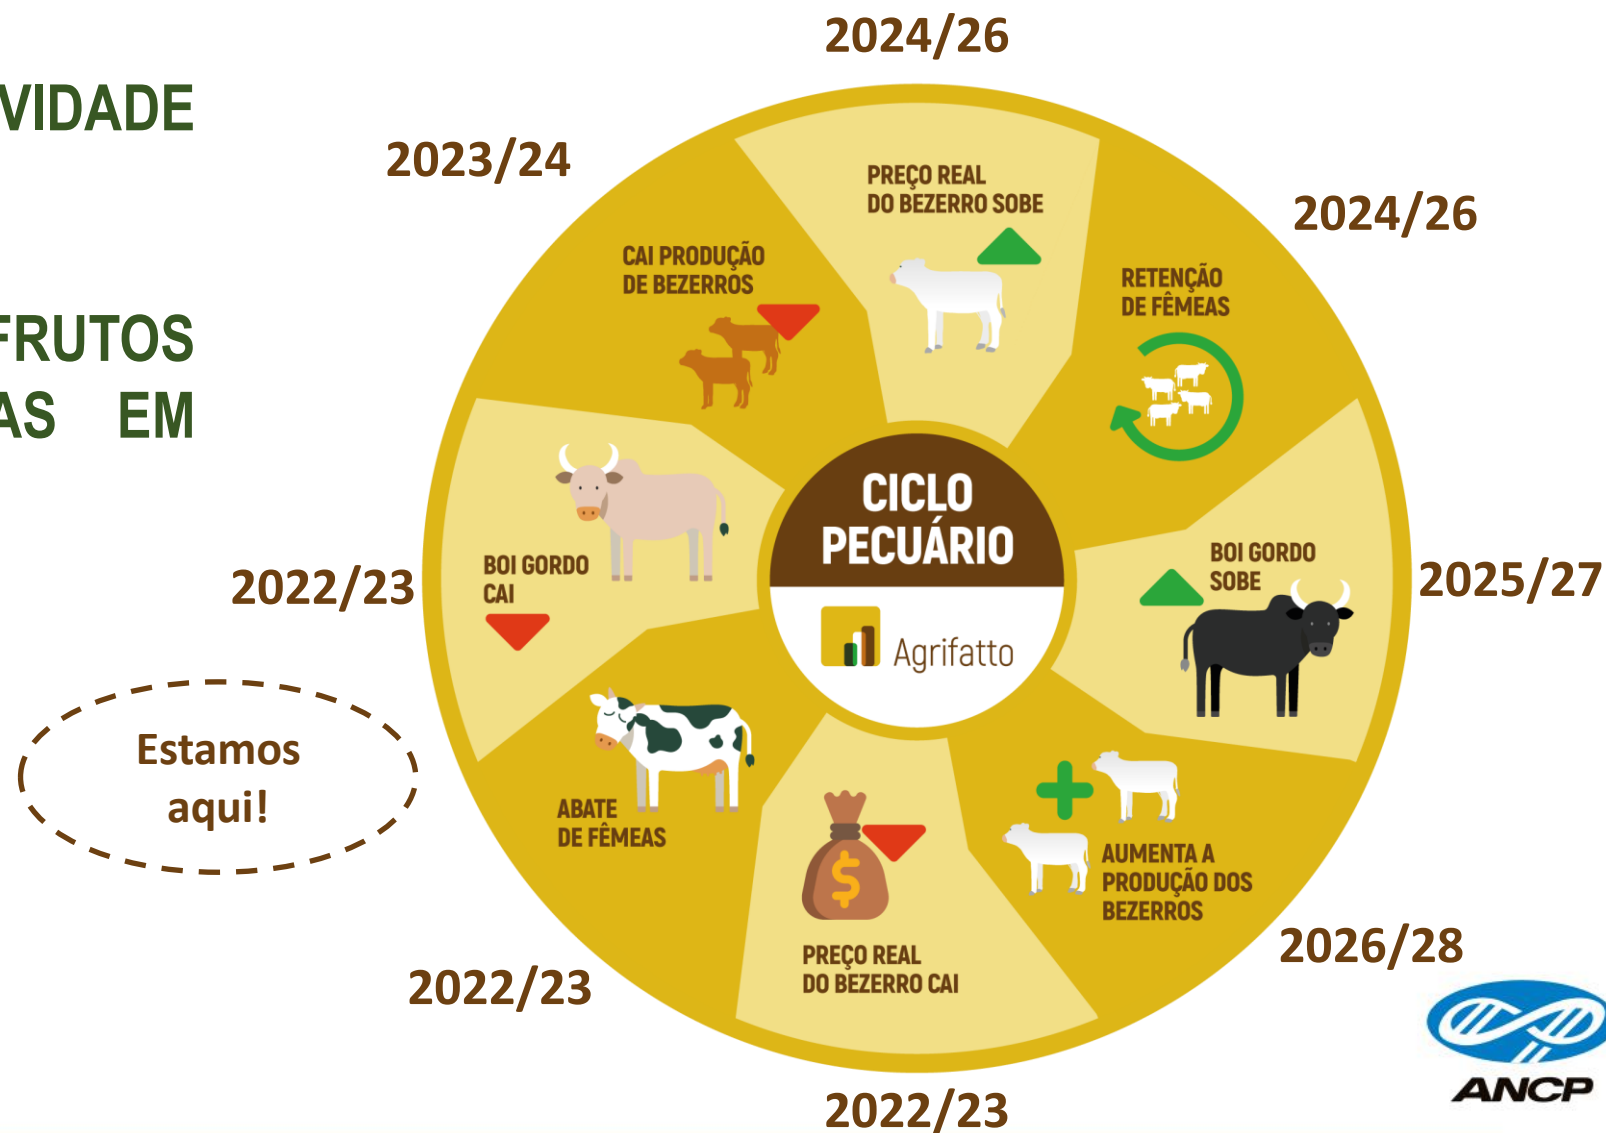 2024/26
VIDADE
2023/24
PREÇO REAL
DO BEZERRO SOBE
2024/26
CAI PRODUÇÃO
DE BEZERROS
RETENÇÃO
DE FÊMEAS
FRUTOS
AS EM
CICLO
PECUÁRIO
BOI GORDO
CAI
BOI GORDO
SOBE
2022/23
2025/27
Agrifatto
Estamos
aqui!
ABATE
DE FÊMEAS
$
AUMENTA A
PRODUÇÃO DOS
BEZERROS
PREÇO REAL
DO BEZERRO CAI
2022/23
2026/28
2022/23
ANCP